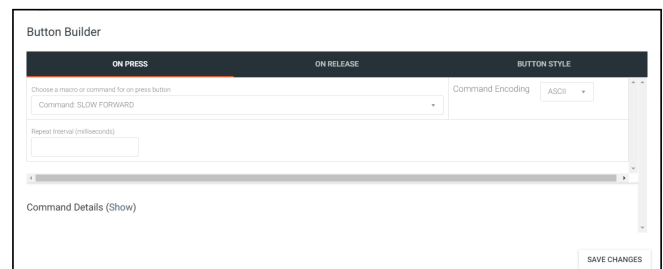 Button Builder
ON PRESS ON RELEASE BUTTON STYLE
Choose a macro or command for on press button
Command: SLOW FORWARD
Command Encoding ASCII
Repeat Interval (milliseconds)
Command Details (Show)
SAVE CHANGES